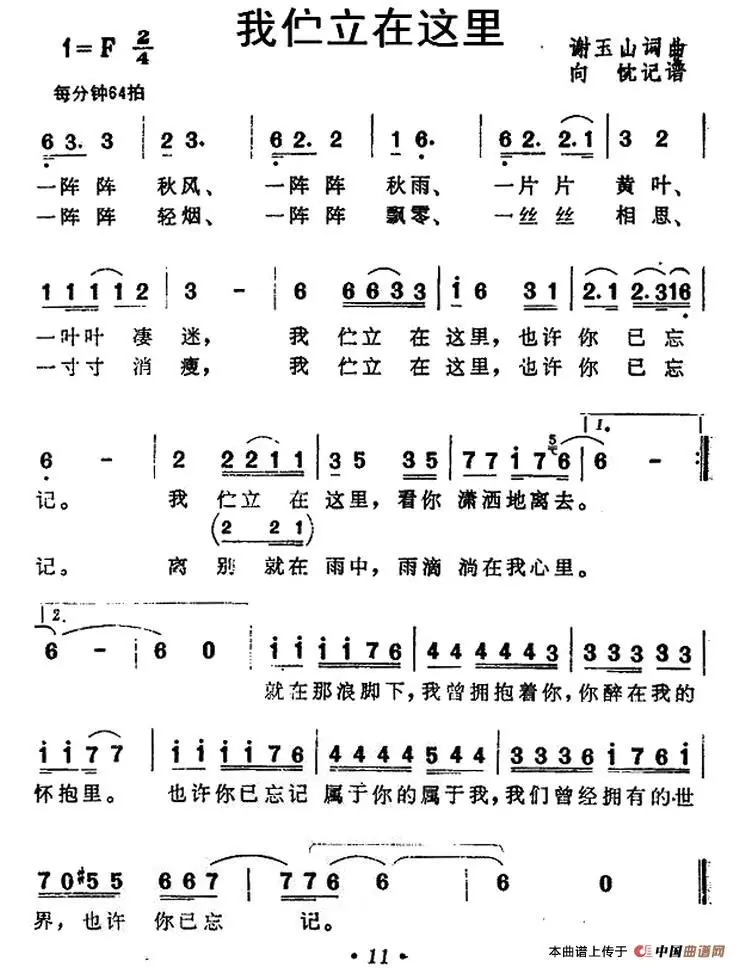 我伫立在这里
1=F 2/4
谢玉山词曲
向 忱记谱
每分钟64拍
6 3. 3 | 2 3. | 6 2. 2 | 1 6. | 6 2. 2.1 | 3 2 |
一阵 阵 秋风、 一阵 阵 秋雨、 一片 片 黄 叶、
一阵 阵 轻烟、 一阵 阵 飘零、 一丝 丝 相 思、
1 1 1 1 1 2 | 3 - | 6 6 6 3 3 | i 6 3 1 | 2.1 2.3 1 6 |
一叶叶 凄 迷, 我 伫立 在 这里,也许 你 已 忘
一寸寸 消 瘦, 我 伫立 在 这里,也许 你 已 忘
6 - | 2 2 2 1 1 | 3 5 3 5 | 7 7 i 7 6 | 6 - :‖
1.
记。 我 伫立 在 这里,看你 潇洒地离去。
(2 2 1)
记。 离 别 就在 雨中,雨滴 淌在我心里。
2.
6 - | 6 0 | i i i i 7 6 | 4 4 4 4 4 3 | 3 3 3 3 3 3 |
就在那浪脚下,我曾拥抱着你,你醉在我的
i i 7 7 | i i i i 7 6 | 4 4 4 4 5 4 4 | 3 3 3 6 i 7 6 i |
怀抱里。 也许你已忘记 属于你的属于我,我们曾经拥有的世
7 0 #5 5 | 6 6 7 | 7 7 6 6 | 6 0
界,也许 你已忘 记。
· 11 ·
本曲谱上传于 中国曲谱网